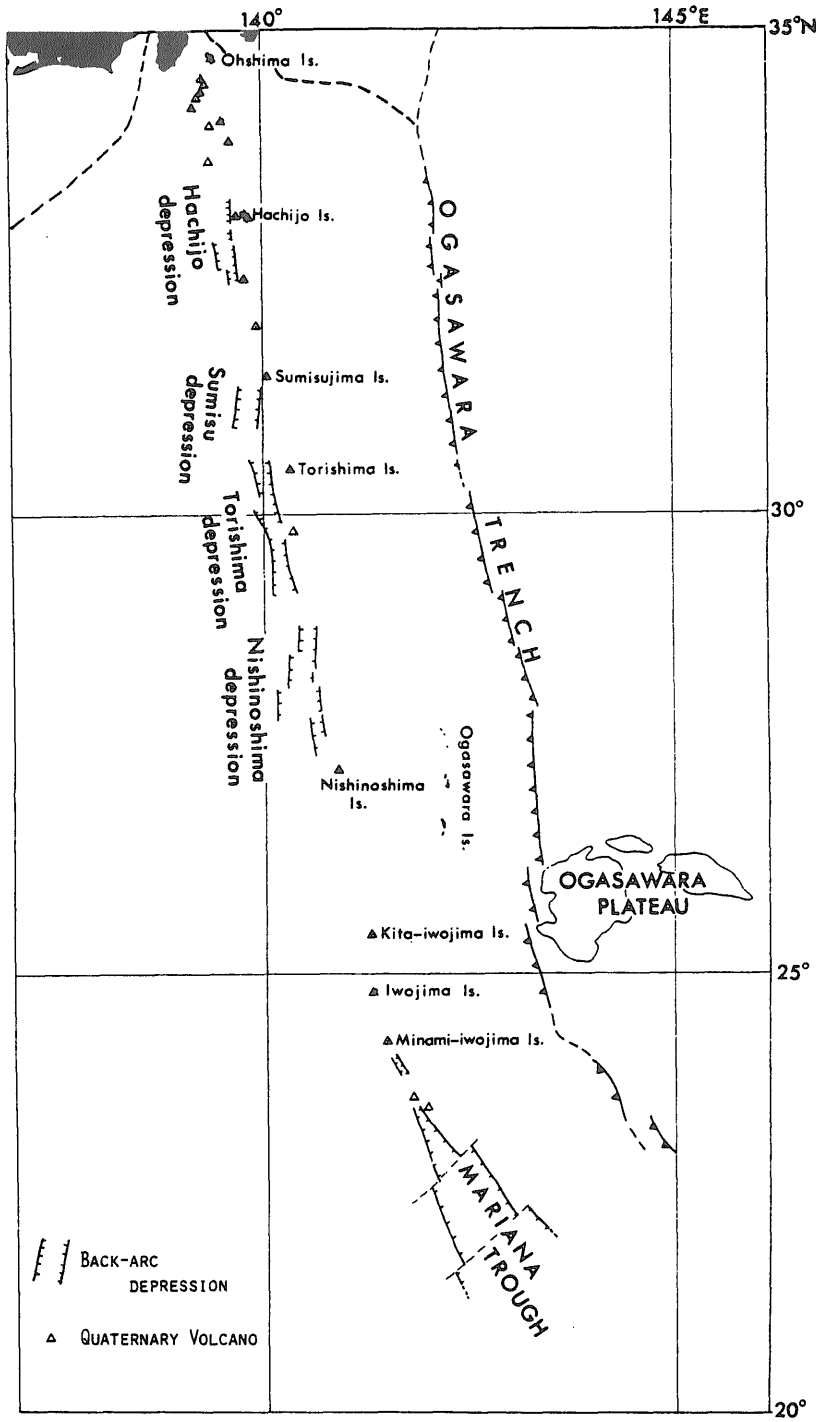 140°
145°E
35°N
Ohshima Is.
Hachijo
depression
Hachijo Is.
OGASAWARA
TRENCH
Sumisujima Is.
Sumisu
depression
Torishima Is.
30°
Torishima
depression
Nishinoshima
depression
Nishinoshima
Is.
Ogasawara Is.
OGASAWARA
PLATEAU
Kita-iwojima Is.
25°
Iwojima Is.
Minami-iwojima Is.
MARIANA
TROUGH
BACK-ARC
DEPRESSION
QUATERNARY VOLCANO
20°